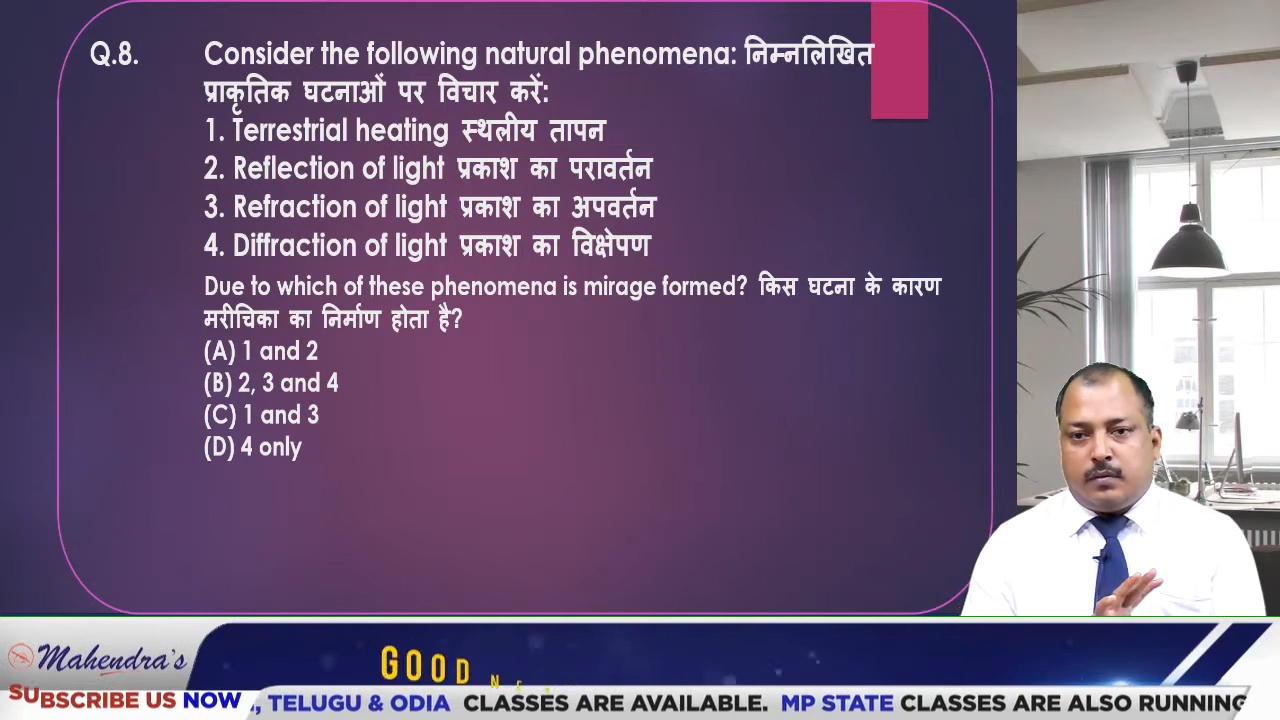 Q.8. Consider the following natural phenomena: निम्नलिखित
प्राकृतिक घटनाओं पर विचार करें:
1. Terrestrial heating स्थलीय तापन
2. Reflection of light प्रकाश का परावर्तन
3. Refraction of light प्रकाश का अपवर्तन
4. Diffraction of light प्रकाश का विक्षेपण
Due to which of these phenomena is mirage formed? किस घटना के कारण
मरीचिका का निर्माण होता है?
(A) 1 and 2
(B) 2, 3 and 4
(C) 1 and 3
(D) 4 only
Mahendra's
GOOD
SUBSCRIBE US NOW
, TELUGU & ODIA CLASSES ARE AVAILABLE. MP STATE CLASSES ARE ALSO RUNNING